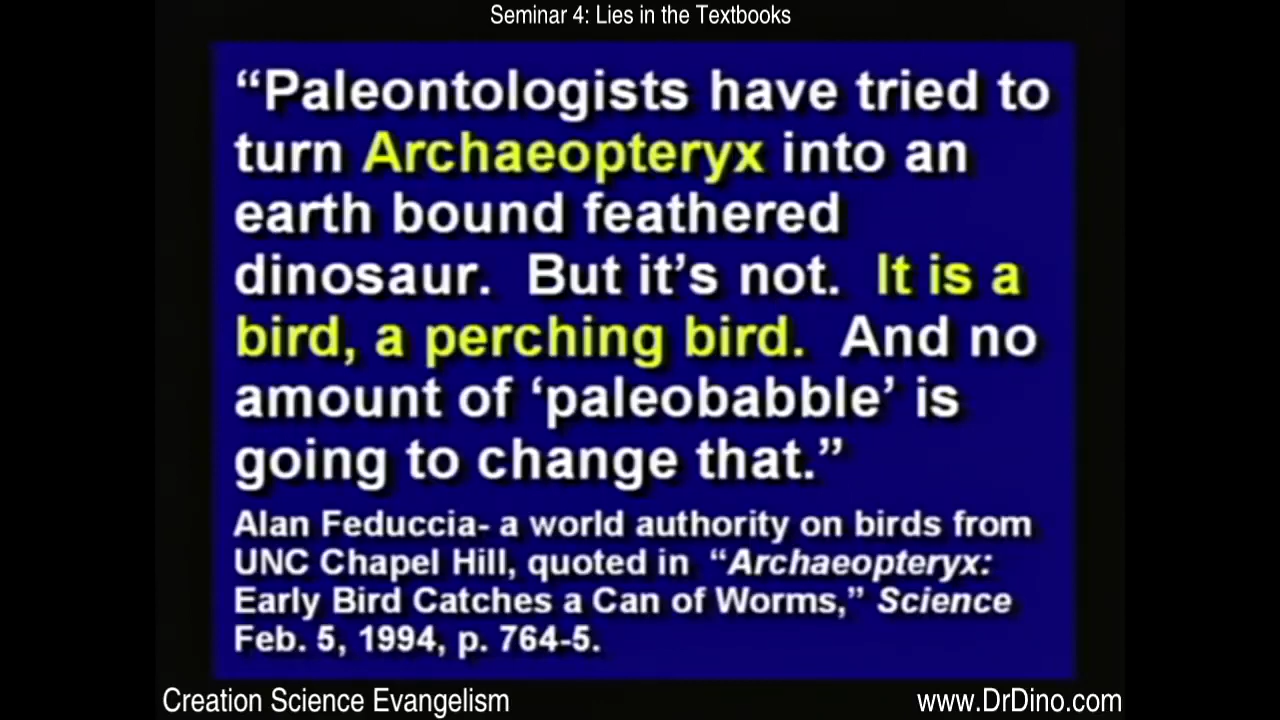 Seminar 4: Lies in the Textbooks
“Paleontologists have tried to
turn Archaeopteryx into an
earth bound feathered
dinosaur. But it’s not. It is a
bird, a perching bird. And no
amount of ‘paleobabble’ is
going to change that.”
Alan Feduccia- a world authority on birds from
UNC Chapel Hill, quoted in “Archaeopteryx:
Early Bird Catches a Can of Worms,” Science
Feb. 5, 1994, p. 764-5.
Creation Science Evangelism
www.DrDino.com